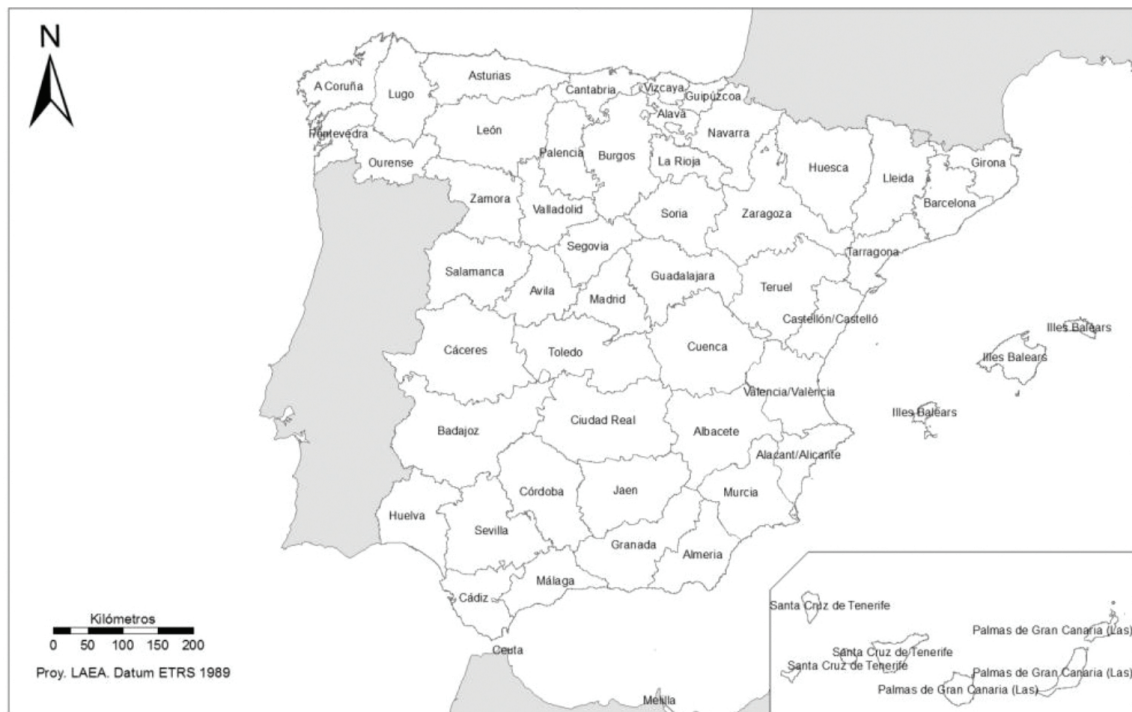 N
A Coruña
Lugo
Asturias
Cantabria
Vizcaya
Guipúzcoa
Alava
Navarra
Pontevedra
Ourense
León
Palencia
Burgos
La Rioja
Huesca
Lleida
Girona
Barcelona
Zamora
Valladolid
Soria
Zaragoza
Tarragona
Segovia
Salamanca
Avila
Madrid
Guadalajara
Teruel
Castellón/Castelló
Cáceres
Toledo
Cuenca
Illes Balears
Illes Balears
Illes Balears
Valencia/València
Badajoz
Ciudad Real
Albacete
Alacant/Alicante
Huelva
Sevilla
Córdoba
Jaen
Murcia
Granada
Almeria
Málaga
Cádiz
Ceuta
Melilla
Santa Cruz de Tenerife
Santa Cruz de Tenerife
Santa Cruz de Tenerife
Palmas de Gran Canaria (Las)
Palmas de Gran Canaria (Las)
Palmas de Gran Canaria (Las)
Kilómetros
0 50 100 150 200
Proy. LAEA. Datum ETRS 1989